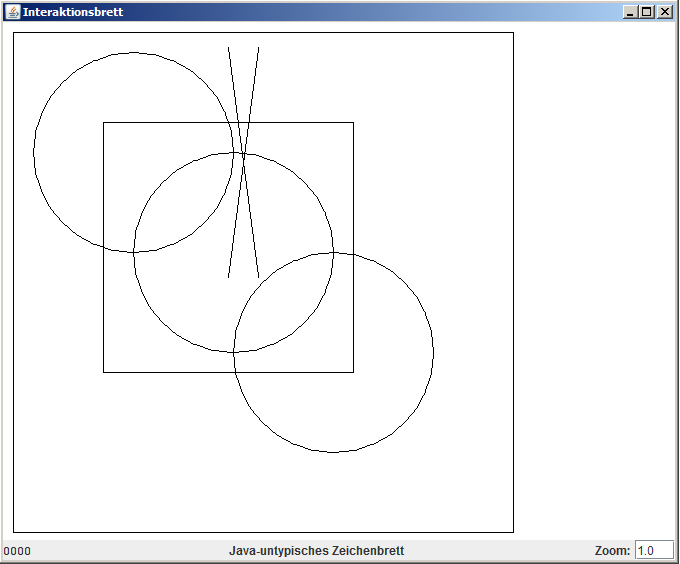 Interaktionsbrett
0000 Java-untypisches Zeichenbrett Zoom: 1.0